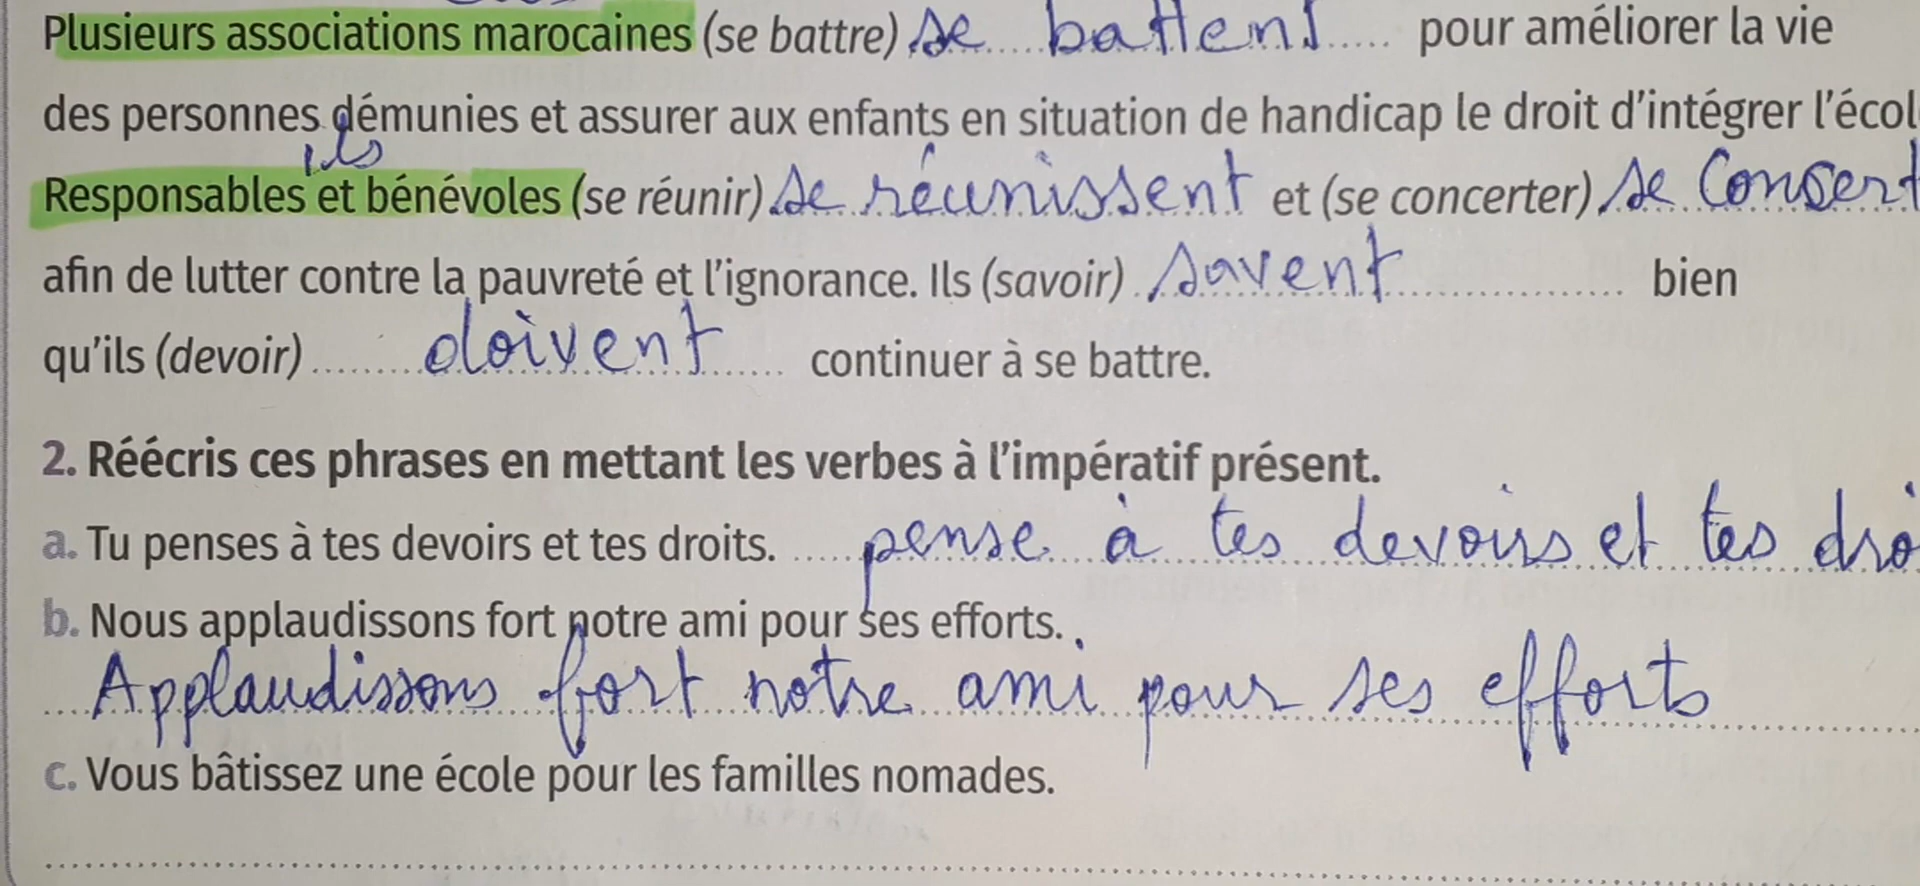 Plusieurs associations marocaines (se battre) se battent pour améliorer la vie
des personnes démunies et assurer aux enfants en situation de handicap le droit d'intégrer l'écol
ils
Responsables et bénévoles (se réunir) se réunissent et (se concerter) se Consert
afin de lutter contre la pauvreté et l'ignorance. Ils (savoir) savent bien
qu'ils (devoir) doivent continuer à se battre.
2. Réécris ces phrases en mettant les verbes à l'impératif présent.
a. Tu penses à tes devoirs et tes droits. pense à tes devoirs et tes dro
b. Nous applaudissons fort notre ami pour ses efforts.
Applaudissons fort notre ami pour ses efforts
c. Vous bâtissez une école pour les familles nomades.